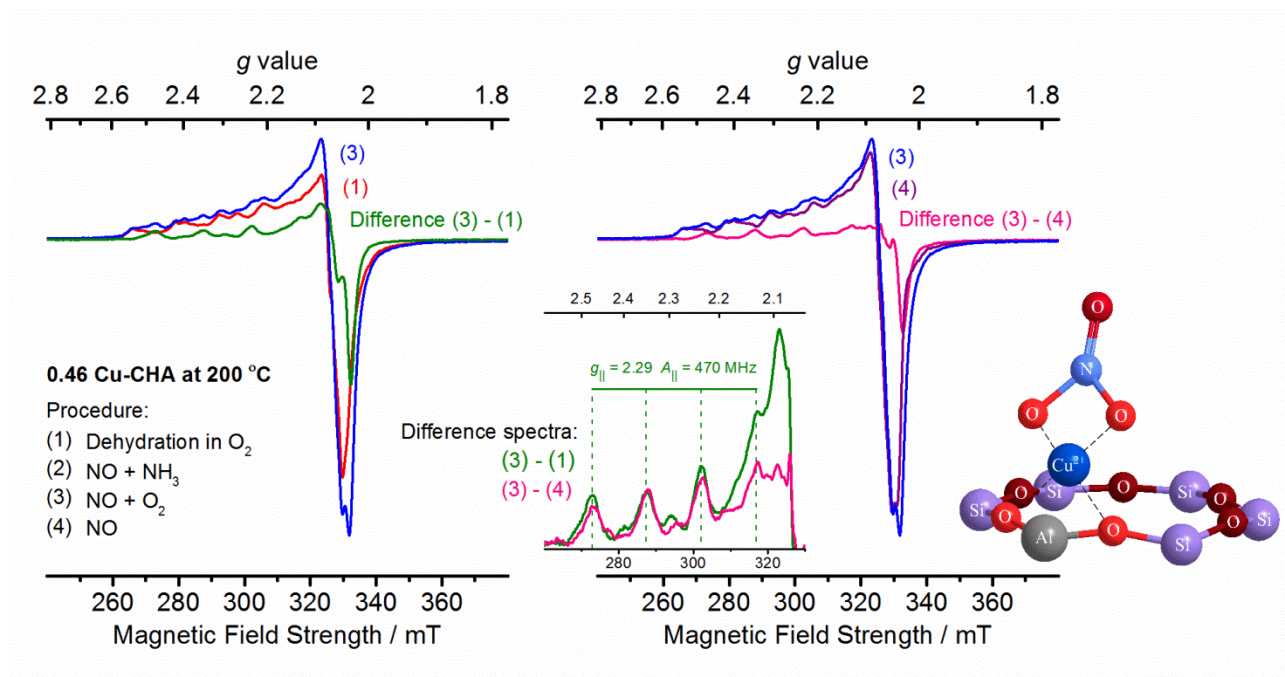 g value
2.8 2.6 2.4 2.2 2 1.8
(3)
(1)
Difference (3) - (1)
0.46 Cu-CHA at 200 °C
Procedure:
(1) Dehydration in O₂
(2) NO + NH₃
(3) NO + O₂
(4) NO
260 280 300 320 340 360
Magnetic Field Strength / mT
g value
2.8 2.6 2.4 2.2 2 1.8
(3)
(4)
Difference (3) - (4)
2.5 2.4 2.3 2.2 2.1
g|| = 2.29 A|| = 470 MHz
Difference spectra:
(3) - (1)
(3) - (4)
280 300 320
260 280 300 320 340 360
Magnetic Field Strength / mT
O
N
O O
Cu²⁺
O Si O Si O
Si O O Si
Al O Si